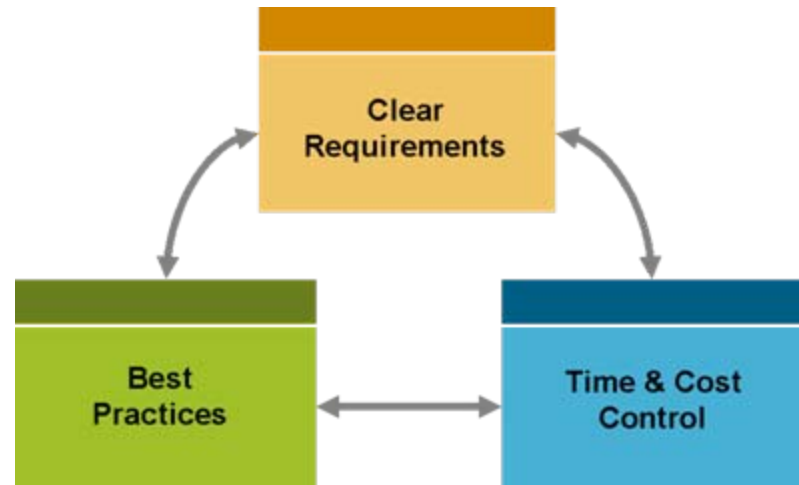 Clear
Requirements
Best
Practices
Time & Cost
Control